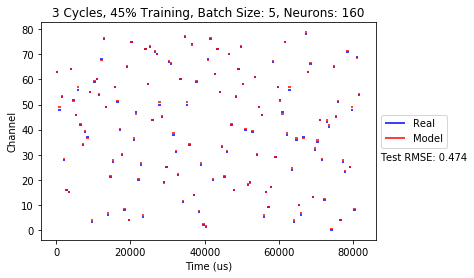 3 Cycles, 45% Training, Batch Size: 5, Neurons: 160
80
70
60
50
40
30
20
10
0
Channel
0 20000 40000 60000 80000
Time (us)
Real
Model
Test RMSE: 0.474